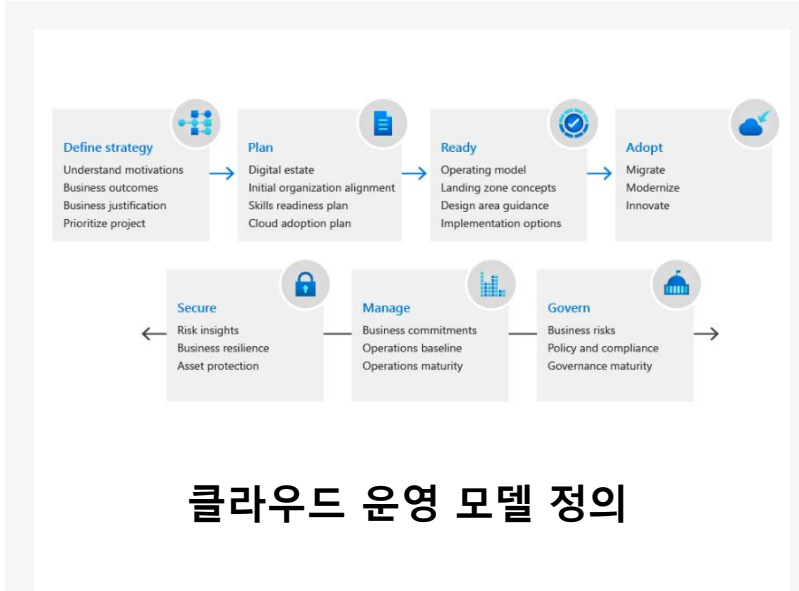 Define strategy
Understand motivations
Business outcomes
Business justification
Prioritize project
Plan
Digital estate
Initial organization alignment
Skills readiness plan
Cloud adoption plan
Ready
Operating model
Landing zone concepts
Design area guidance
Implementation options
Adopt
Migrate
Modernize
Innovate
Secure
Risk insights
Business resilience
Asset protection
Manage
Business commitments
Operations baseline
Operations maturity
Govern
Business risks
Policy and compliance
Governance maturity
클라우드 운영 모델 정의